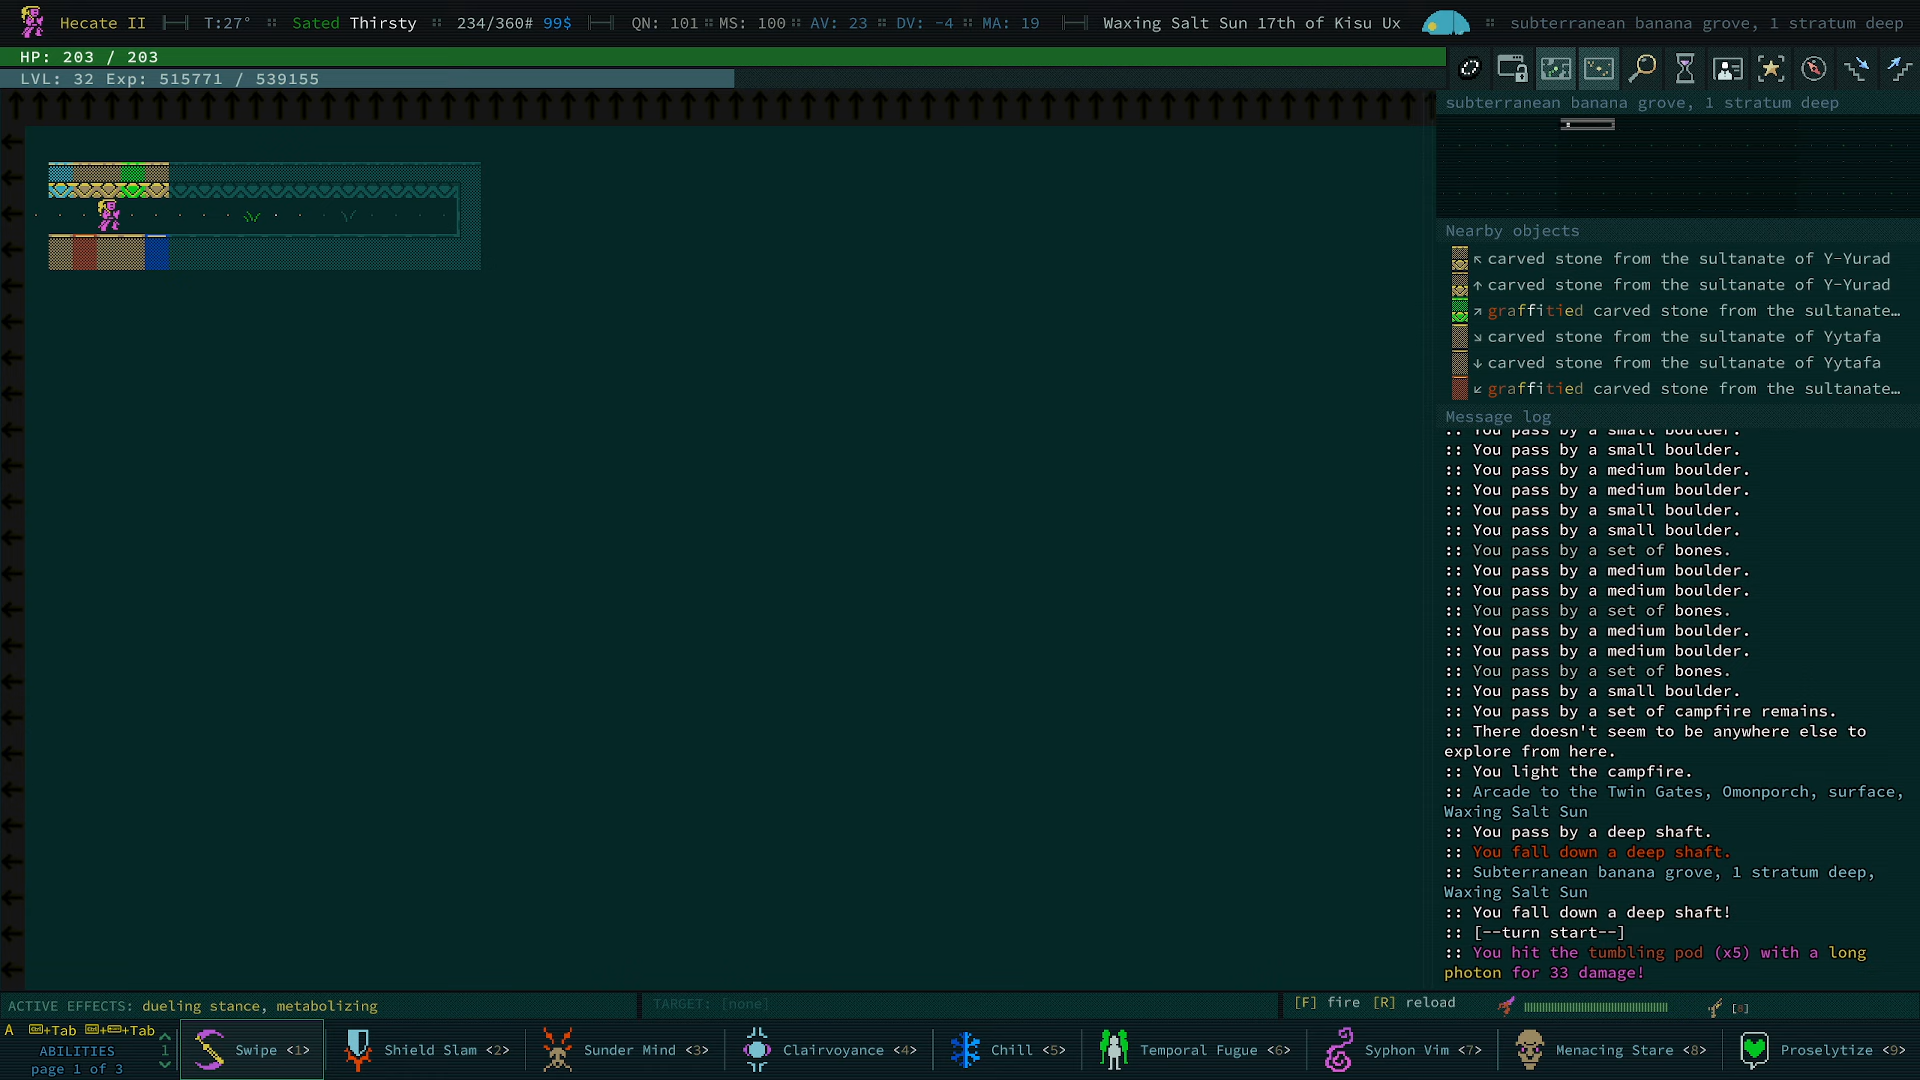 Hecate II T:27° Sated Thirsty 234/360# 99$ QN: 101 MS: 100 AV: 23 DV: -4 MA: 19 Waxing Salt Sun 17th of Kisu Ux subterranean banana grove, 1 stratum deep
HP: 203 / 203
LVL: 32 Exp: 515771 / 539155
subterranean banana grove, 1 stratum deep
Nearby objects
↖ carved stone from the sultanate of Y-Yurad
↑ carved stone from the sultanate of Y-Yurad
↗ graffitied carved stone from the sultanate…
↘ carved stone from the sultanate of Yytafa
↓ carved stone from the sultanate of Yytafa
↙ graffitied carved stone from the sultanate…
Message log
:: You pass by a small boulder.
:: You pass by a small boulder.
:: You pass by a medium boulder.
:: You pass by a medium boulder.
:: You pass by a small boulder.
:: You pass by a small boulder.
:: You pass by a set of bones.
:: You pass by a medium boulder.
:: You pass by a medium boulder.
:: You pass by a set of bones.
:: You pass by a medium boulder.
:: You pass by a medium boulder.
:: You pass by a set of bones.
:: You pass by a small boulder.
:: You pass by a set of campfire remains.
:: There doesn't seem to be anywhere else to
explore from here.
:: You light the campfire.
:: Arcade to the Twin Gates, Omonporch, surface,
Waxing Salt Sun
:: You pass by a deep shaft.
:: You fall down a deep shaft.
:: Subterranean banana grove, 1 stratum deep,
Waxing Salt Sun
:: You fall down a deep shaft!
:: [--turn start--]
:: You hit the tumbling pod (x5) with a long
photon for 33 damage!
ACTIVE EFFECTS: dueling stance, metabolizing
TARGET: [none]
[F] fire [R] reload
A +Tab +Tab
ABILITIES 1
page 1 of 3
Swipe <1> Shield Slam <2> Sunder Mind <3> Clairvoyance <4> Chill <5> Temporal Fugue <6> Syphon Vim <7> Menacing Stare <8> Proselytize <9>